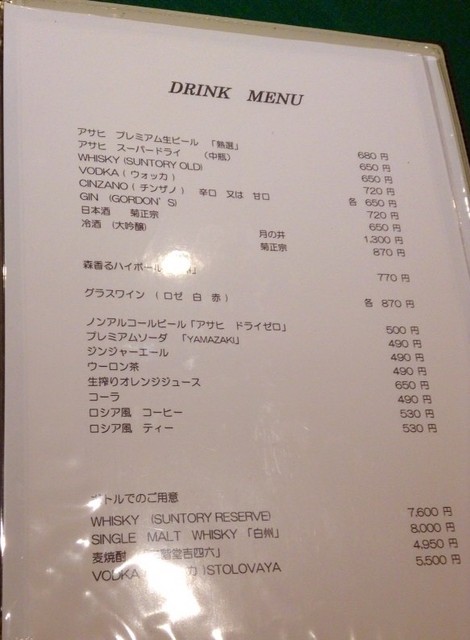 DRINK MENU
アサヒ プレミアム生ビール 「熟選」 680 円
アサヒ スーパードライ (中瓶) 650 円
WHISKY (SUNTORY OLD) 650 円
VODKA ( ウォッカ ) 720 円
CINZANO ( チンザノ ) 辛口 又は 甘口 各 650 円
GIN (GORDON'S) 720 円
日本酒 菊正宗 650 円
冷酒 (大吟醸) 月の井 1,300 円
菊正宗 870 円
森香るハイボール 」 770 円
グラスワイン ( ロゼ 白 赤 ) 各 870 円
ノンアルコールビール「アサヒ ドライゼロ」 500 円
プレミアムソーダ 「YAMAZAKI」 490 円
ジンジャーエール 490 円
ウーロン茶 490 円
生搾りオレンジジュース 650 円
コーラ 490 円
ロシア風 コーヒー 530 円
ロシア風 ティー 530 円
ボトルでのご用意
WHISKY (SUNTORY RESERVE) 7,600 円
SINGLE MALT WHISKY 「白州」 8,000 円
麦焼酎 階堂吉四六」 4,950 円
VODKA ( カ )STOLOVAYA 5,500 円